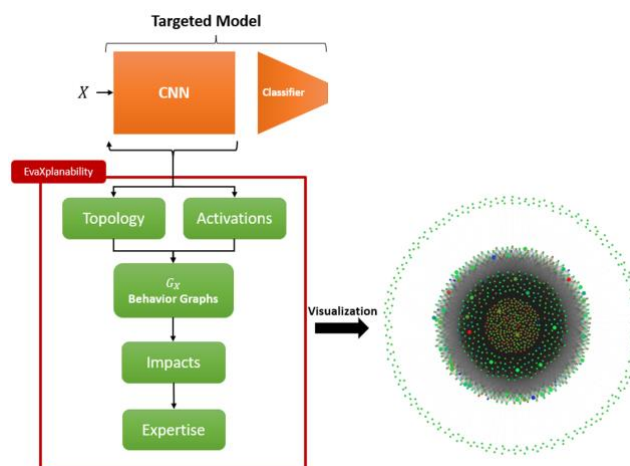 Targeted Model
X
CNN
Classifier
EvaXplanability
Topology
Activations
G_X
Behavior Graphs
Visualization
Impacts
Expertise